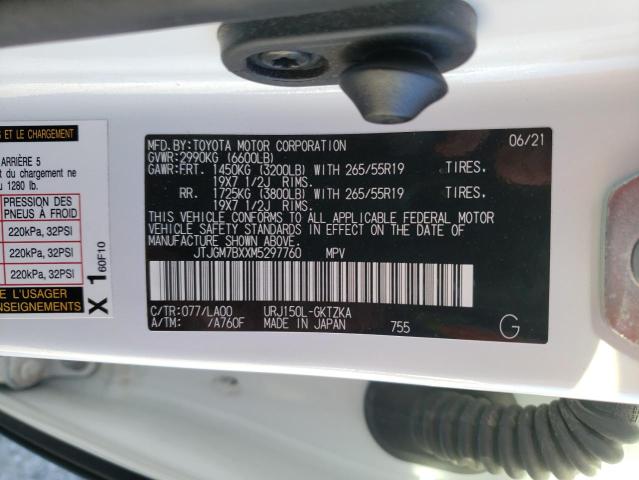 S ET LE CHARGEMENT
ARRIÈRE 5
t du chargement ne
u 1280 lb.
PRESSION DES
PNEUS À FROID
220kPa, 32PSI
220kPa, 32PSI
220kPa, 32PSI
E L'USAGER
NSEIGNEMENTS
X 1
60F10
MFD.BY:TOYOTA MOTOR CORPORATION 06/21
GVWR:2990KG (6600LB)
GAWR:FRT. 1450KG (3200LB) WITH 265/55R19 TIRES.
19X7 1/2J RIMS.
RR. 1725KG (3800LB) WITH 265/55R19 TIRES.
19X7 1/2J RIMS.
THIS VEHICLE CONFORMS TO ALL APPLICABLE FEDERAL MOTOR
VEHICLE SAFETY STANDARDS IN EFFECT ON THE DATE OF
MANUFACTURE SHOWN ABOVE.
JTJGM7BXXM5297760 MPV
C/TR:077/LA00 URJ150L-GKTZKA
A/TM: /A760F MADE IN JAPAN 755 G